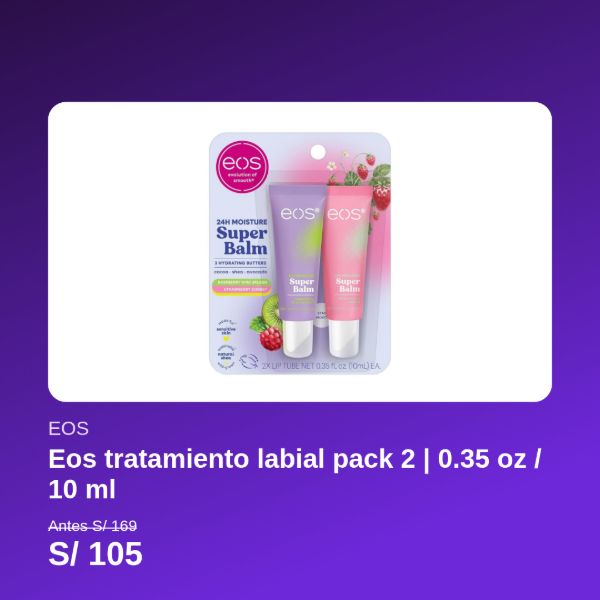 eos
evolution of
smooth®
24H MOISTURE
Super
Balm
3 HYDRATING BUTTERS
cocoa · shea · avocado
RASPBERRY KIWI SPLASH
STRAWBERRY SORBET
sensitive
skin
natural
shea
eos®
Super
Balm
eos®
Super
Balm
2X LIP TUBE NET 0.35 fL oz. (10mL) EA.
EOS
Eos tratamiento labial pack 2 | 0.35 oz /
10 ml
Antes S/ 169
S/ 105